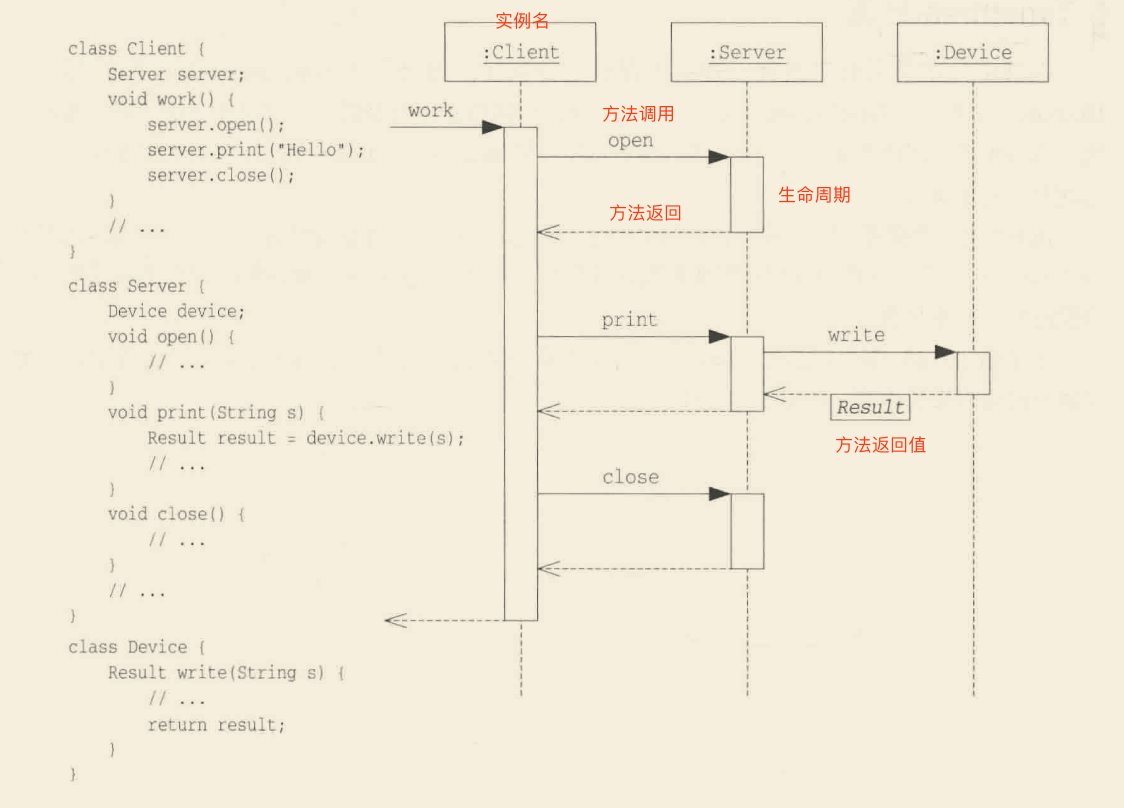 class Client {
Server server;
void work() {
server.open();
server.print("Hello");
server.close();
}
// ...
}
class Server {
Device device;
void open() {
// ...
}
void print(String s) {
Result result = device.write(s);
// ...
}
void close() {
// ...
}
// ...
}
class Device {
Result write(String s) {
// ...
return result;
}
}
实例名
:Client
:Server
:Device
work
方法调用
open
生命周期
方法返回
print
write
Result
方法返回值
close